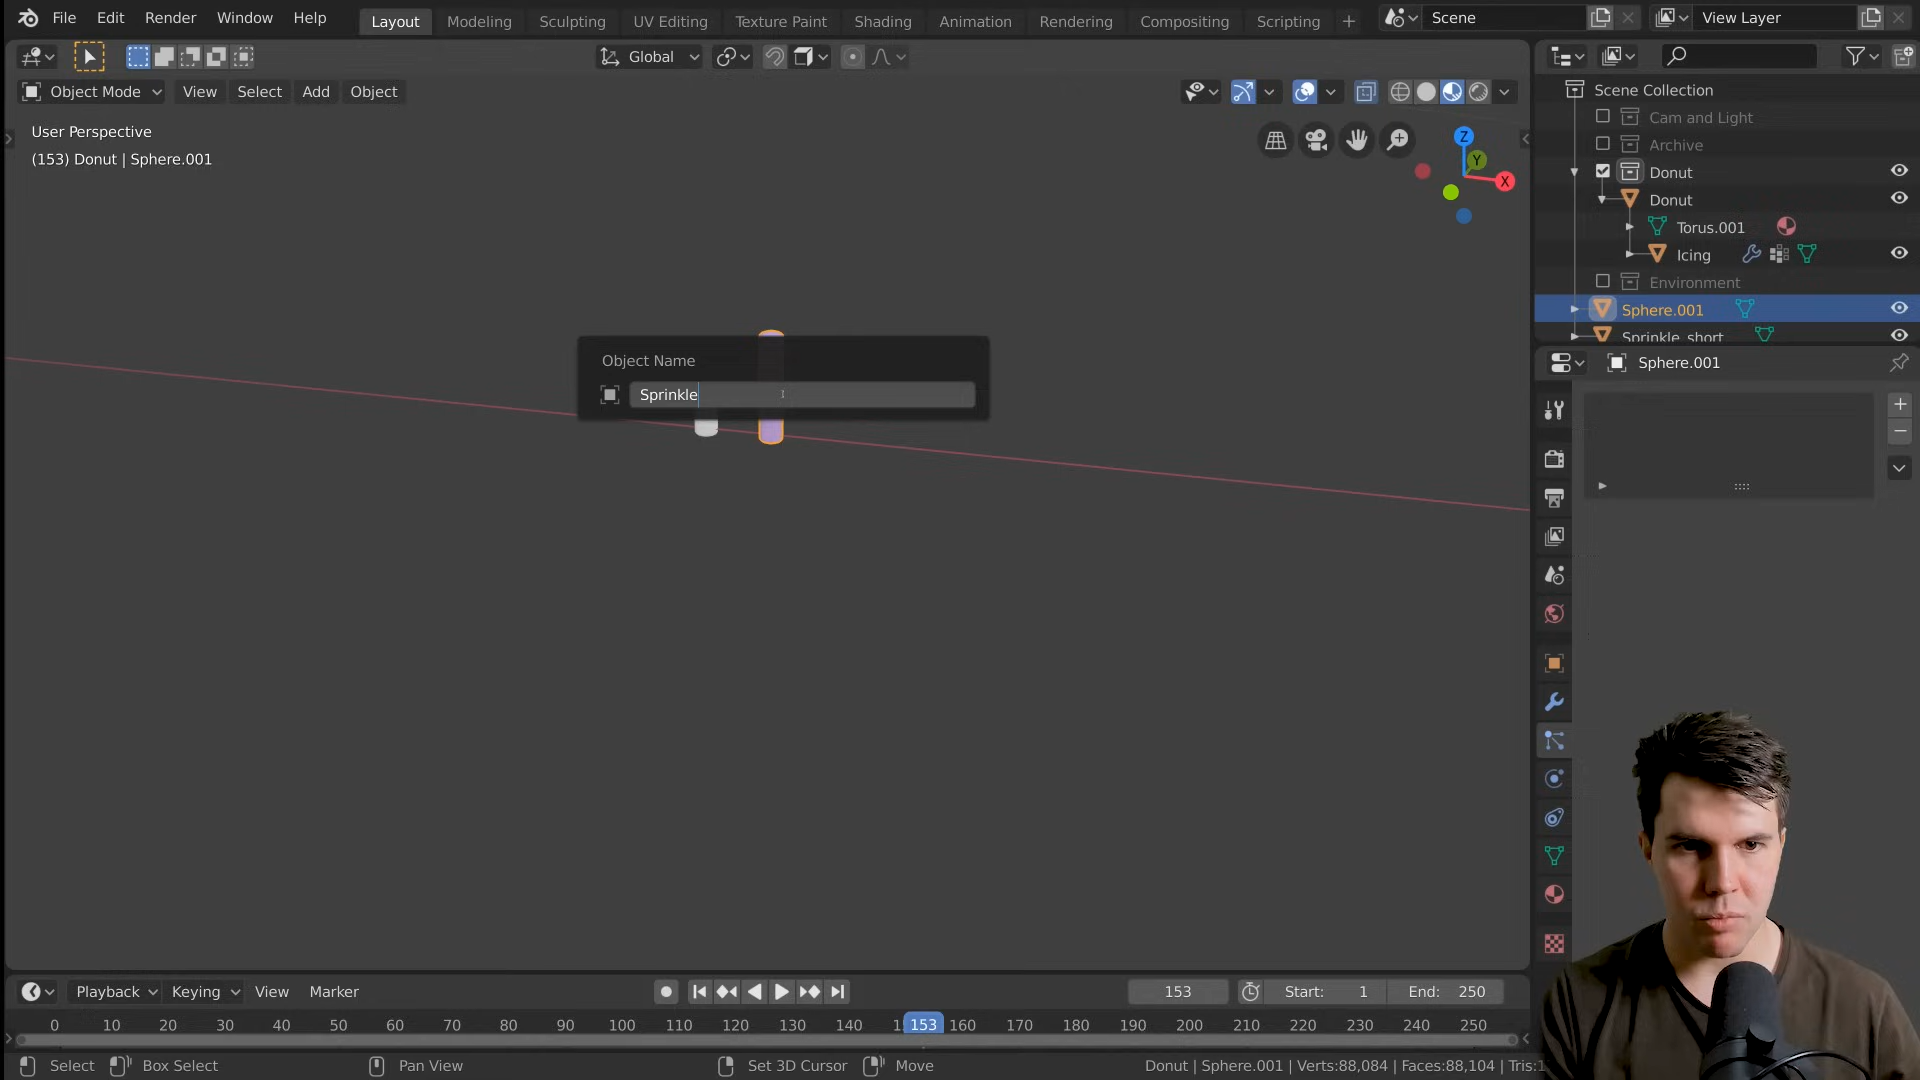 File Edit Render Window Help Layout Modeling Sculpting UV Editing Texture Paint Shading Animation Rendering Compositing Scripting Scene View Layer
Global
Object Mode View Select Add Object
User Perspective
(153) Donut | Sphere.001
Z
Y
X
Scene Collection
Cam and Light
Archive
Donut
Donut
Torus.001
Icing
Environment
Sphere.001
Sprinkle_short
Object Name
Sprinkle
Sphere.001
Playback Keying View Marker 153 Start: 1 End: 250
0 10 20 30 40 50 60 70 80 90 100 110 120 130 140 153 160 170 180 190 200 210 220 230 240 250
Select Box Select Pan View Set 3D Cursor Move Donut | Sphere.001 | Verts:88,084 | Faces:88,104 | Tris:1